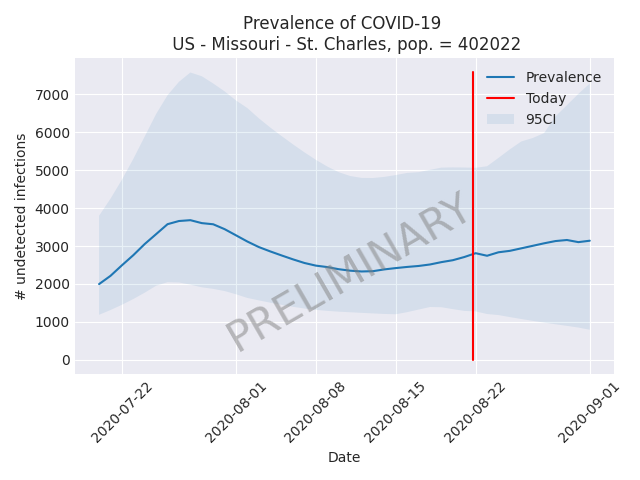 Prevalence of COVID-19
US - Missouri - St. Charles, pop. = 402022
# undetected infections
7000
6000
5000
4000
3000
2000
1000
0
Prevalence
Today
95CI
PRELIMINARY
2020-07-22
2020-08-01
2020-08-08
2020-08-15
2020-08-22
2020-09-01
Date